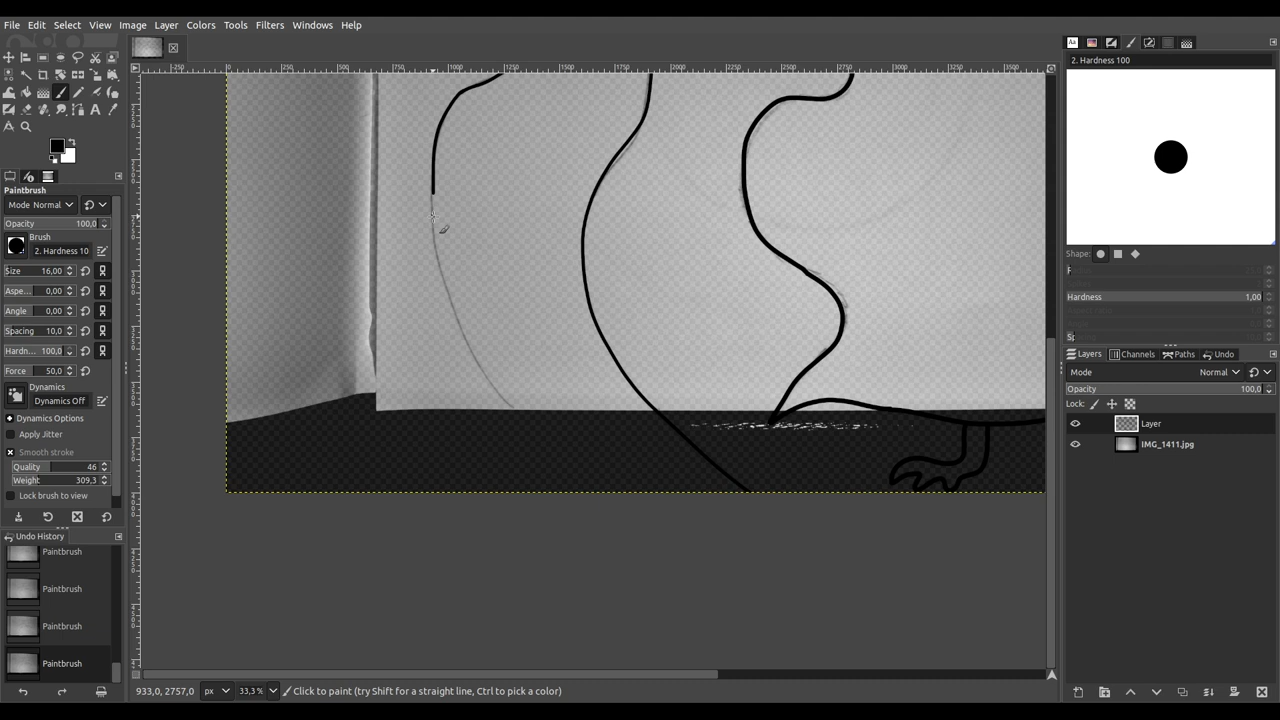 File Edit Select View Image Layer Colors Tools Filters Windows Help
2. Hardness 100
Paintbrush
Mode Normal
Opacity 100,0
Brush
2. Hardness 10
Size 16,00
Aspe... 0,00
Angle 0,00
Spacing 10,0
Hardn... 100,0
Force 50,0
Dynamics
Dynamics Off
Dynamics Options
Apply Jitter
Smooth stroke
Quality 46
Weight 309,3
Lock brush to view
Undo History
Paintbrush
Paintbrush
Paintbrush
Paintbrush
Shape:
Hardness 1,00
Layers Channels Paths Undo
Mode Normal
Opacity 100,0
Lock:
Layer
IMG_1411.jpg
933,0, 2757,0 px 33,3 % Click to paint (try Shift for a straight line, Ctrl to pick a color)